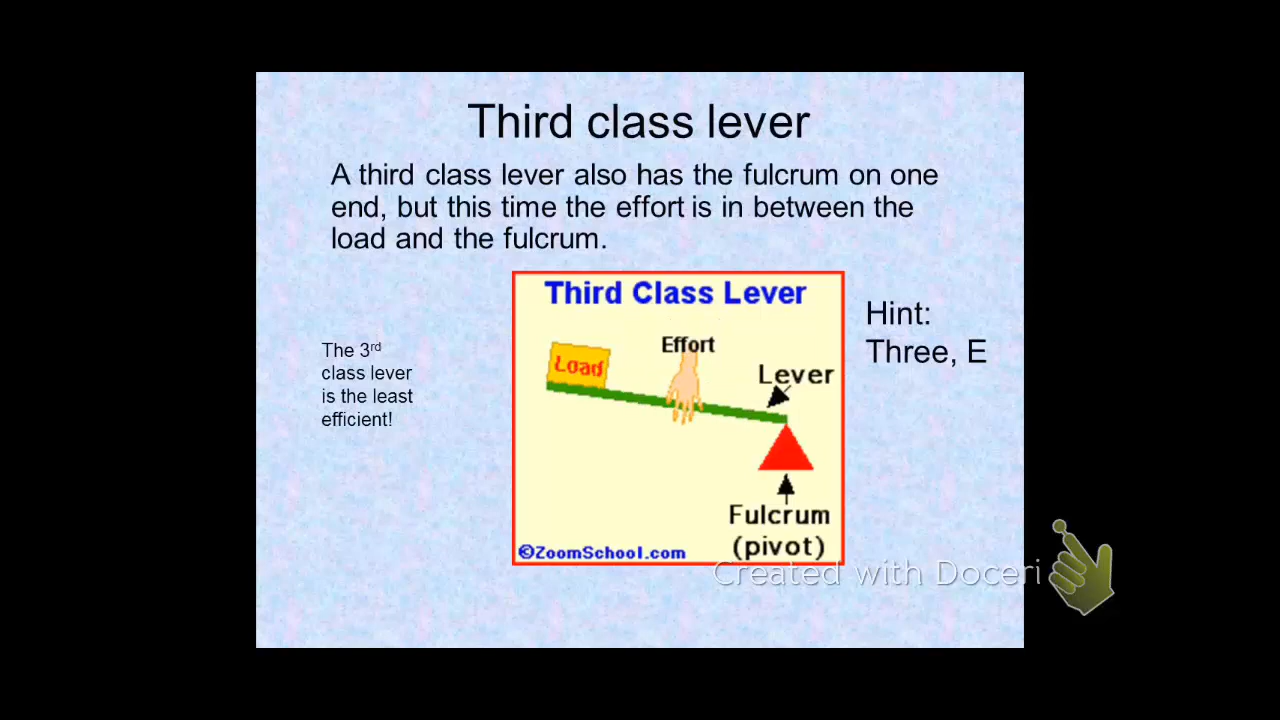 Third class lever
A third class lever also has the fulcrum on one
end, but this time the effort is in between the
load and the fulcrum.
The 3rd
class lever
is the least
efficient!
Third Class Lever
Effort
Load
Lever
Fulcrum
(pivot)
©ZoomSchool.com
Hint:
Three, E
Created with Doceri